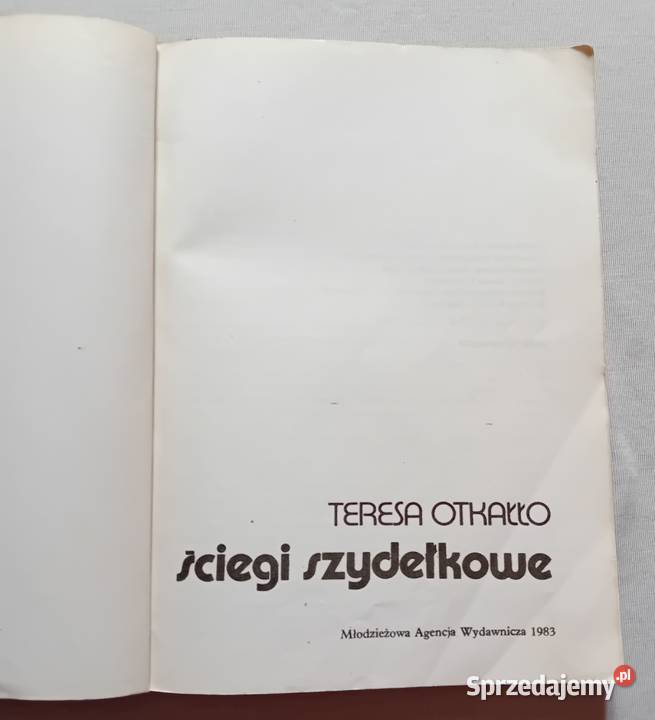 TERESA OTKAŁŁO
ściegi szydełkowe
Młodzieżowa Agencja Wydawnicza 1983
Sprzedajemy.pl